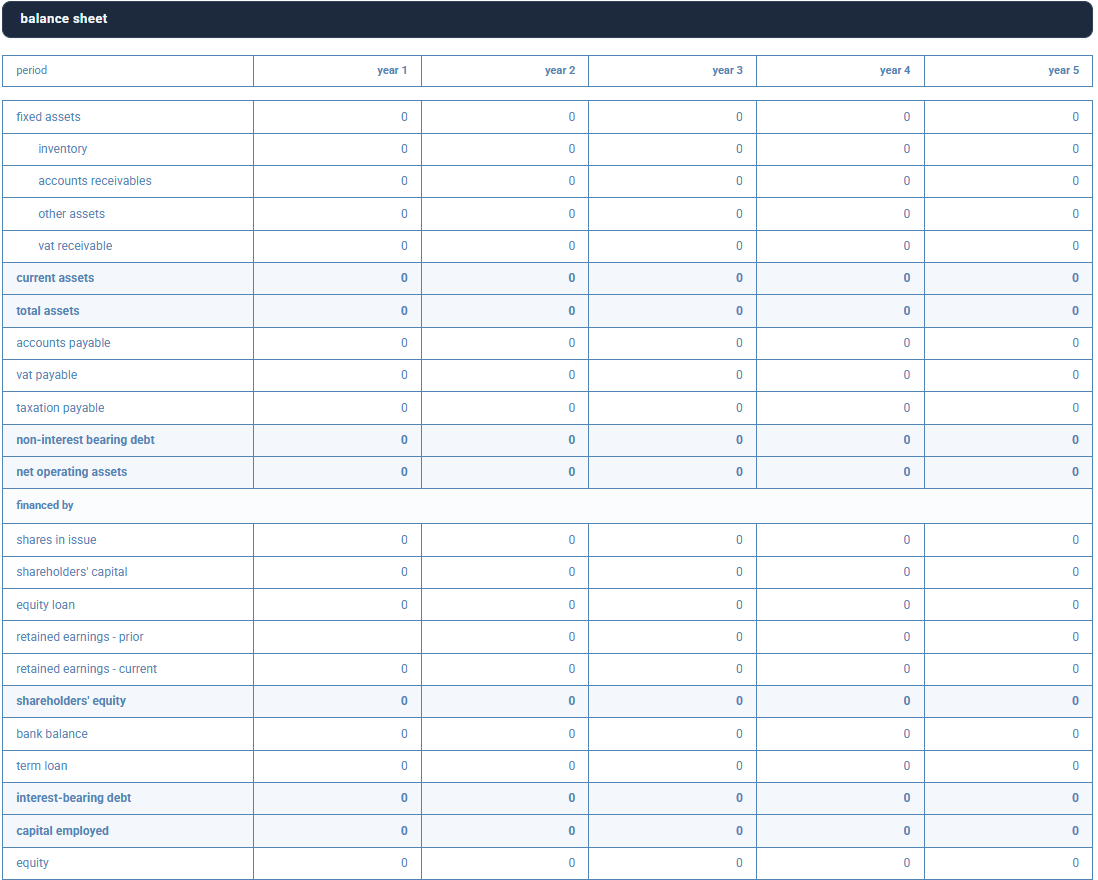 balance sheet
period year 1 year 2 year 3 year 4 year 5
fixed assets 0 0 0 0 0
inventory 0 0 0 0 0
accounts receivables 0 0 0 0 0
other assets 0 0 0 0 0
vat receivable 0 0 0 0 0
current assets 0 0 0 0 0
total assets 0 0 0 0 0
accounts payable 0 0 0 0 0
vat payable 0 0 0 0 0
taxation payable 0 0 0 0 0
non-interest bearing debt 0 0 0 0 0
net operating assets 0 0 0 0 0
financed by
shares in issue 0 0 0 0 0
shareholders' capital 0 0 0 0 0
equity loan 0 0 0 0 0
retained earnings - prior 0 0 0 0
retained earnings - current 0 0 0 0 0
shareholders' equity 0 0 0 0 0
bank balance 0 0 0 0 0
term loan 0 0 0 0 0
interest-bearing debt 0 0 0 0 0
capital employed 0 0 0 0 0
equity 0 0 0 0 0